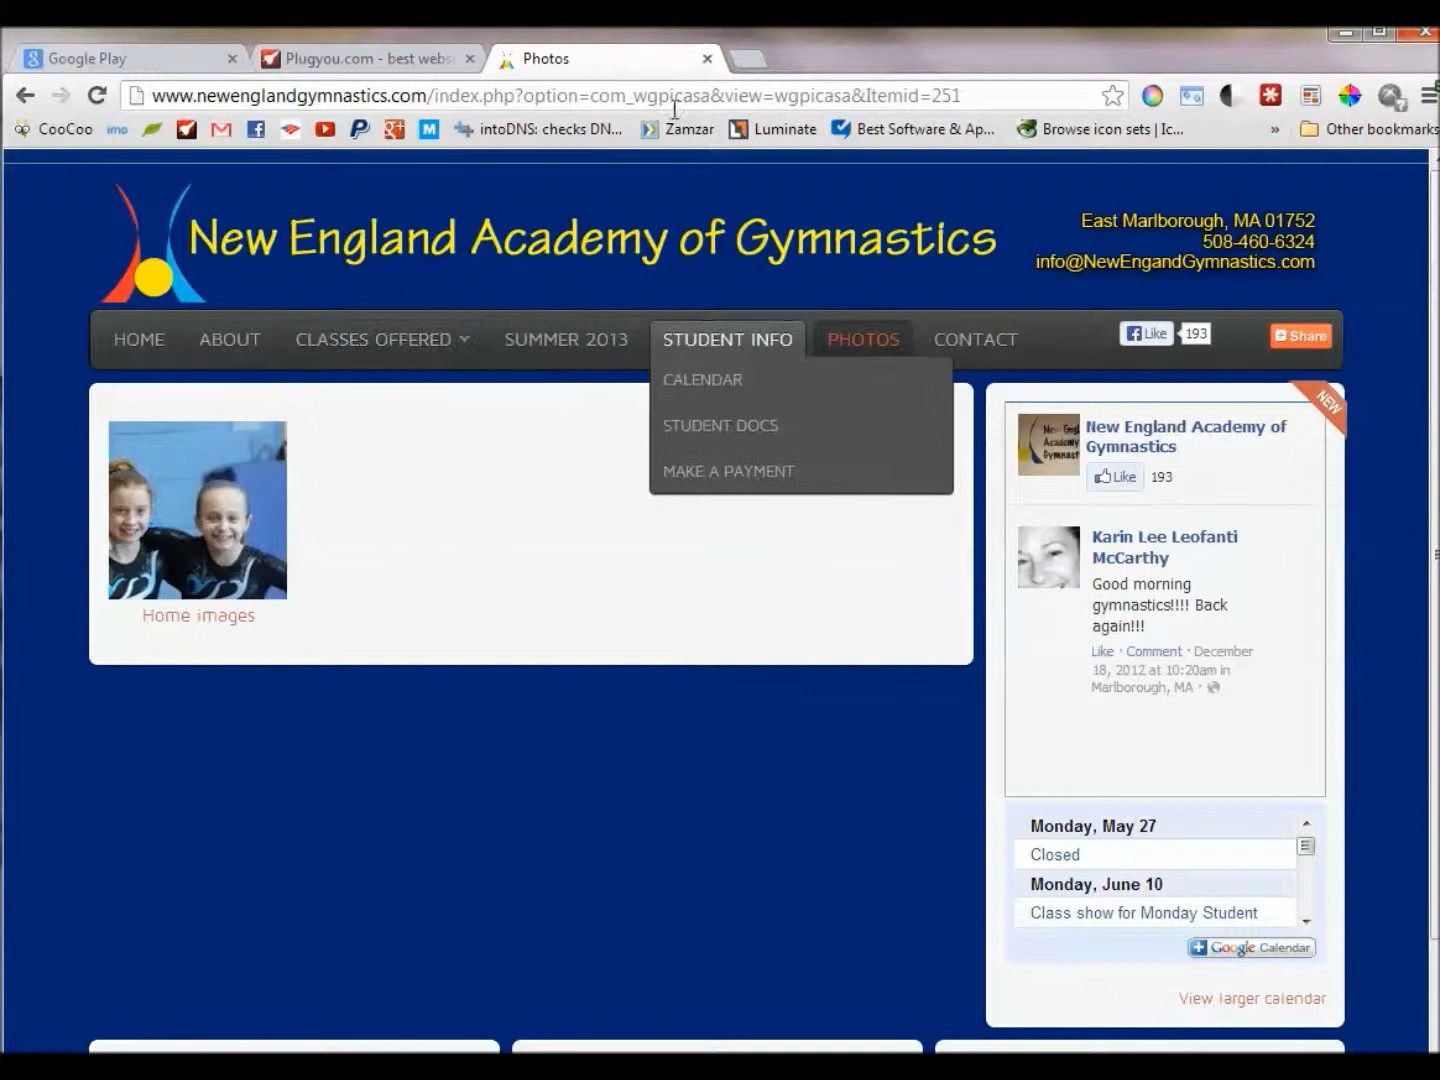 Google Play
Plugyou.com - best webs
Photos
www.newenglandgymnastics.com/index.php?option=com_wgpicasa&view=wgpicasa&Itemid=251
CooCoo
imo
intoDNS: checks DN...
Zamzar
Luminate
Best Software & Ap...
Browse icon sets | Ic...
»
Other bookmarks
New England Academy of Gymnastics
East Marlborough, MA 01752
508-460-6324
info@NewEngandGymnastics.com
HOME
ABOUT
CLASSES OFFERED
SUMMER 2013
STUDENT INFO
PHOTOS
CONTACT
Like
193
Share
CALENDAR
STUDENT DOCS
MAKE A PAYMENT
Home images
NEW
New England Academy of
Gymnastics
Like 193
Karin Lee Leofanti
McCarthy
Good morning
gymnastics!!!! Back
again!!!
Like · Comment · December
18, 2012 at 10:20am in
Marlborough, MA ·
Monday, May 27
Closed
Monday, June 10
Class show for Monday Student
Google Calendar
View larger calendar